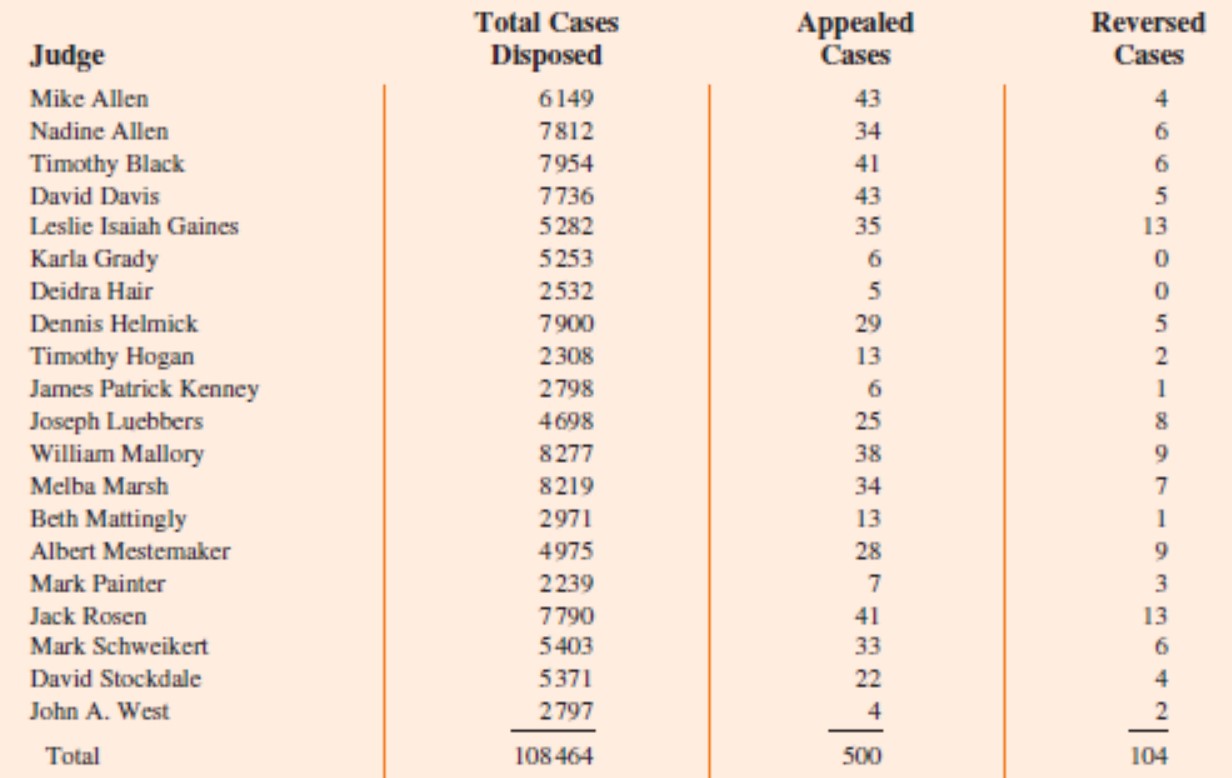 Judge Total Cases Disposed Appealed Cases Reversed Cases
Mike Allen 6149 43 4
Nadine Allen 7812 34 6
Timothy Black 7954 41 6
David Davis 7736 43 5
Leslie Isaiah Gaines 5282 35 13
Karla Grady 5253 6 0
Deidra Hair 2532 5 0
Dennis Helmick 7900 29 5
Timothy Hogan 2308 13 2
James Patrick Kenney 2798 6 1
Joseph Luebbers 4698 25 8
William Mallory 8277 38 9
Melba Marsh 8219 34 7
Beth Mattingly 2971 13 1
Albert Mestemaker 4975 28 9
Mark Painter 2239 7 3
Jack Rosen 7790 41 13
Mark Schweikert 5403 33 6
David Stockdale 5371 22 4
John A. West 2797 4 2
Total 108464 500 104